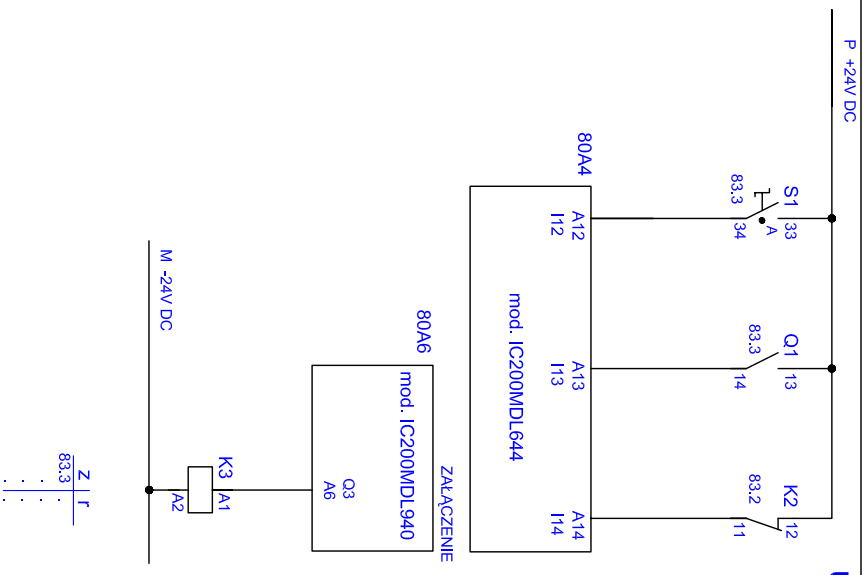 P +24V DC
S1
83.3
33
34
A
Q1
83.3
13
14
K2
83.2
12
11
80A4
A12
I12
A13
I13
A14
I14
mod. IC200MDL644
80A6
mod. IC200MDL940
ZAŁĄCZENIE
Q3
A6
K3
A1
A2
M -24V DC
z r
83.3